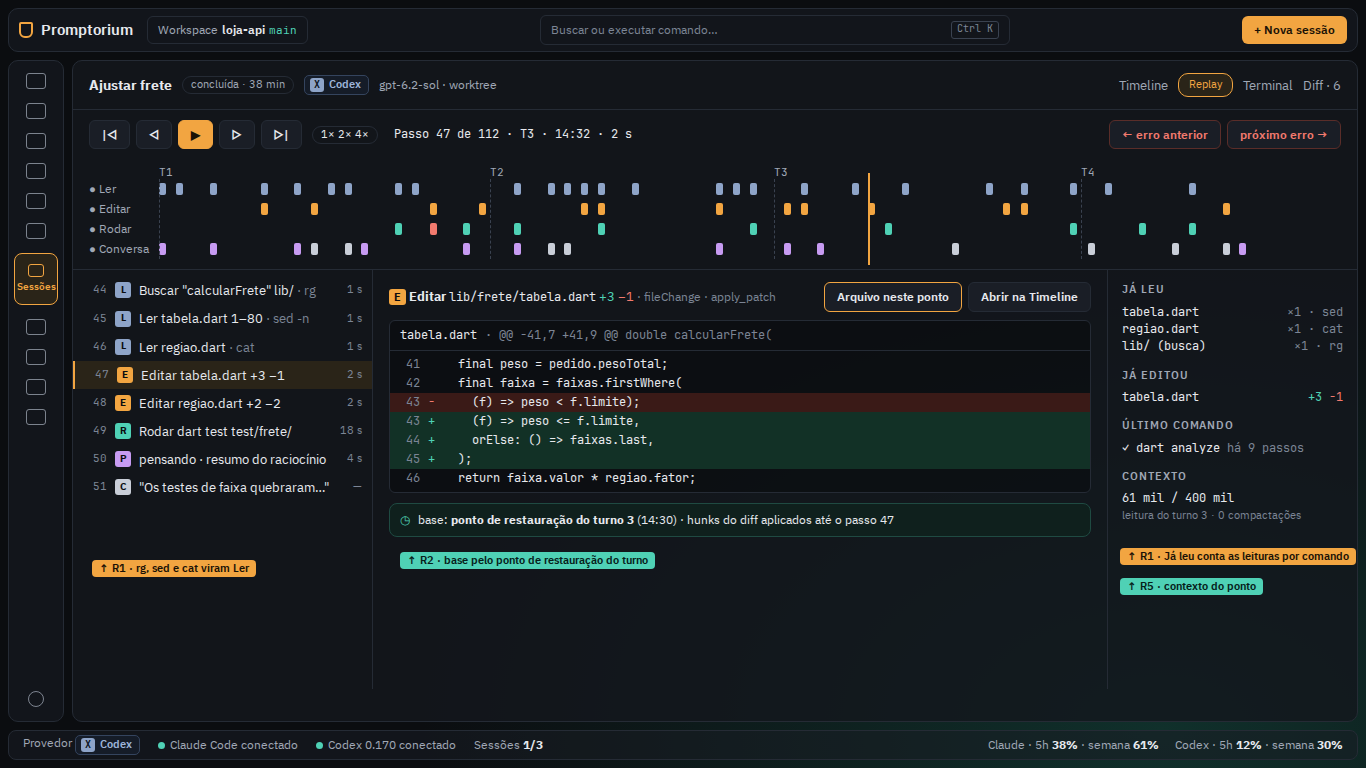 Promptorium
Workspace loja-api main
Buscar ou executar comando…
Ctrl K
+ Nova sessão
Ajustar frete
concluída · 38 min
X Codex
gpt-6.2-sol · worktree
Timeline
Replay
Terminal
Diff · 6
1× 2× 4×
Passo 47 de 112 · T3 · 14:32 · 2 s
← erro anterior
próximo erro →
T1
T2
T3
T4
● Ler
● Editar
● Rodar
● Conversa
Sessões
44 L Buscar "calcularFrete" lib/ · rg 1 s
45 L Ler tabela.dart 1–80 · sed -n 1 s
46 L Ler regiao.dart · cat 1 s
47 E Editar tabela.dart +3 −1 2 s
48 E Editar regiao.dart +2 −2 2 s
49 R Rodar dart test test/frete/ 18 s
50 P pensando · resumo do raciocínio 4 s
51 C "Os testes de faixa quebraram…" —
↑ R1 · rg, sed e cat viram Ler
E Editar lib/frete/tabela.dart +3 −1 · fileChange · apply_patch
Arquivo neste ponto
Abrir na Timeline
tabela.dart · @@ -41,7 +41,9 @@ double calcularFrete(
41 final peso = pedido.pesoTotal;
42 final faixa = faixas.firstWhere(
43 - (f) => peso < f.limite);
43 + (f) => peso <= f.limite,
44 + orElse: () => faixas.last,
45 + );
46 return faixa.valor * regiao.fator;
base: ponto de restauração do turno 3 (14:30) · hunks do diff aplicados até o passo 47
↑ R2 · base pelo ponto de restauração do turno
JÁ LEU
tabela.dart ×1 · sed
regiao.dart ×1 · cat
lib/ (busca) ×1 · rg
JÁ EDITOU
tabela.dart +3 −1
ÚLTIMO COMANDO
✓ dart analyze há 9 passos
CONTEXTO
61 mil / 400 mil
leitura do turno 3 · 0 compactações
↑ R1 · Já leu conta as leituras por comando
↑ R5 · contexto do ponto
Provedor X Codex
● Claude Code conectado
● Codex 0.170 conectado
Sessões 1/3
Claude · 5h 38% · semana 61%
Codex · 5h 12% · semana 30%